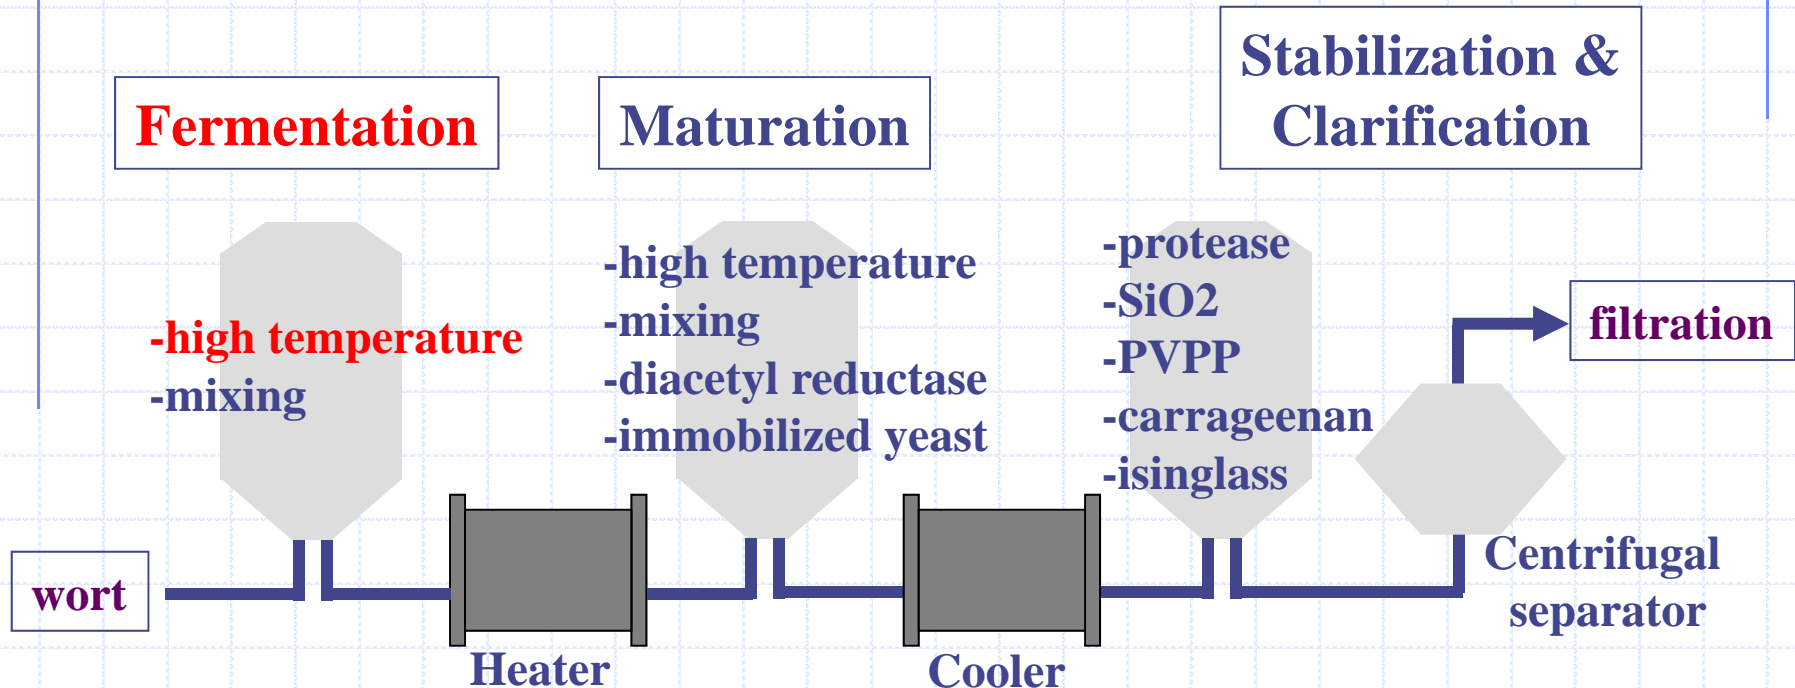 Fermentation
Maturation
Stabilization &
Clarification
-high temperature
-mixing
-high temperature
-mixing
-diacetyl reductase
-immobilized yeast
-protease
-SiO2
-PVPP
-carrageenan
-isinglass
filtration
wort
Heater
Cooler
Centrifugal
separator